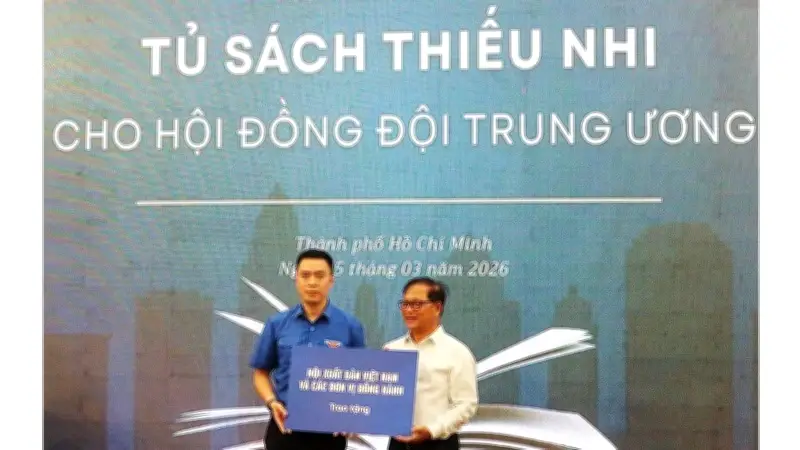 TỦ SÁCH THIẾU NHI
CHO HỘI ĐỒNG ĐỘI TRUNG ƯƠNG
Thành phố Hồ Chí Minh
5 tháng 03 năm 2026
HỘI XUẤT BẢN VIỆT NAM
VÀ CÁC ĐƠN VỊ ĐỒNG HÀNH
Trao tặng